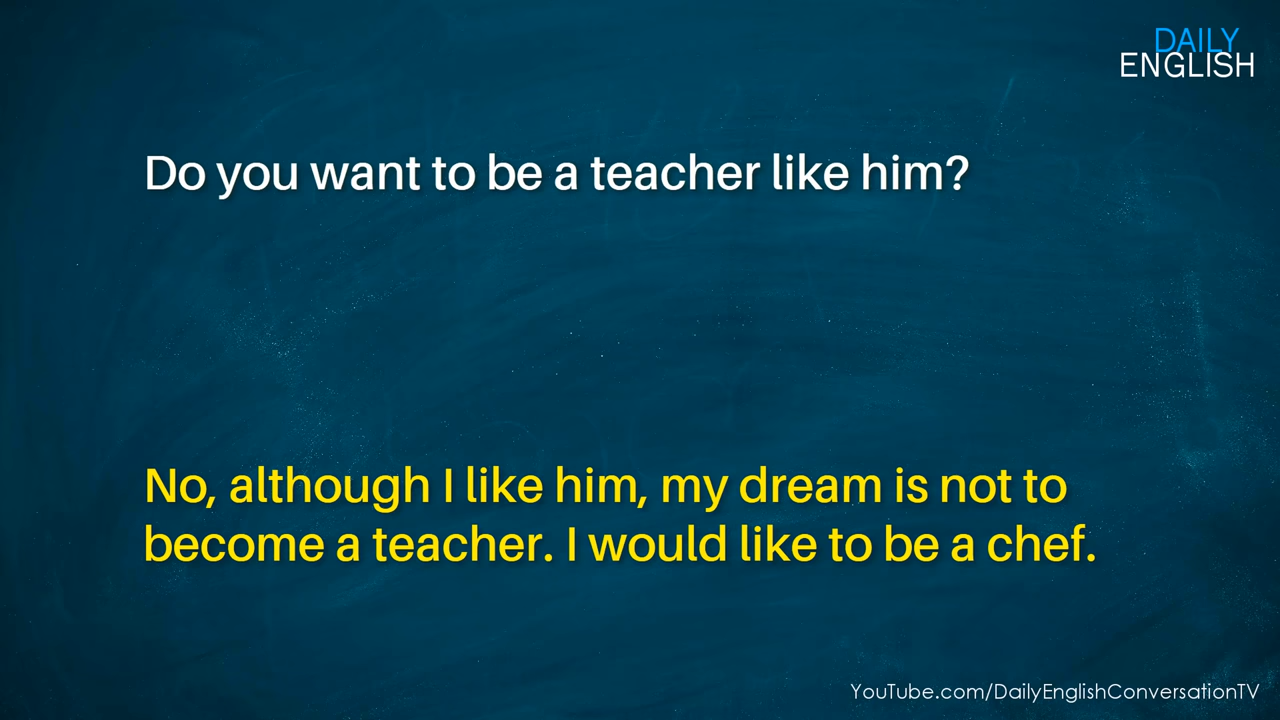 DAILY
ENGLISH
Do you want to be a teacher like him?
No, although I like him, my dream is not to
become a teacher. I would like to be a chef.
YouTube.com/DailyEnglishConversationTV